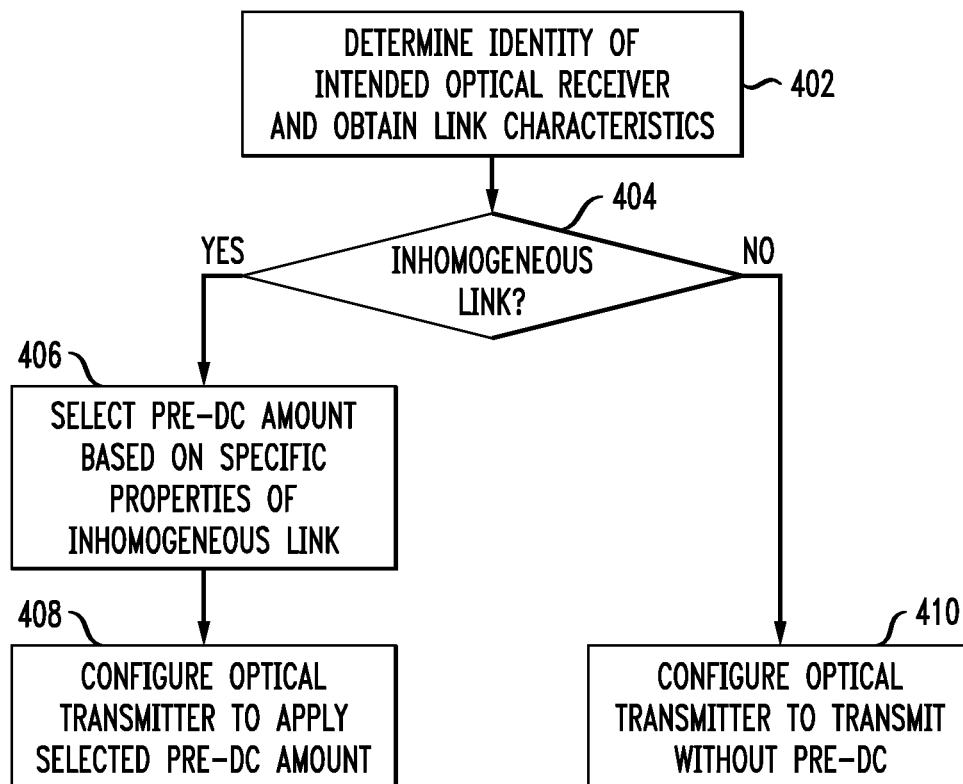 DETERMINE IDENTITY OF
INTENDED OPTICAL RECEIVER
AND OBTAIN LINK CHARACTERISTICS
402
404
YES
INHOMOGENEOUS
LINK?
NO
406
SELECT PRE-DC AMOUNT
BASED ON SPECIFIC
PROPERTIES OF
INHOMOGENEOUS LINK
408
CONFIGURE OPTICAL
TRANSMITTER TO APPLY
SELECTED PRE-DC AMOUNT
410
CONFIGURE OPTICAL
TRANSMITTER TO TRANSMIT
WITHOUT PRE-DC